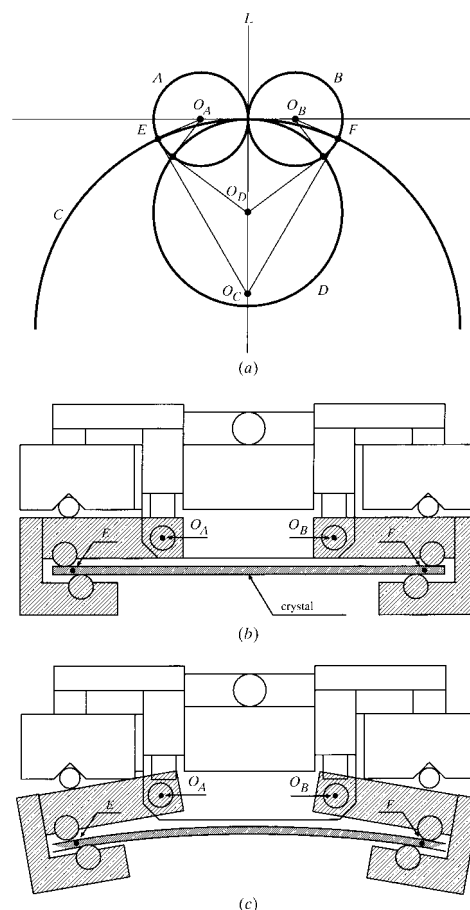 L
A
B
O_A
O_B
E
F
C
O_D
O_C
D
(a)
E
O_A
O_B
F
crystal
(b)
E
O_A
O_B
F
(c)